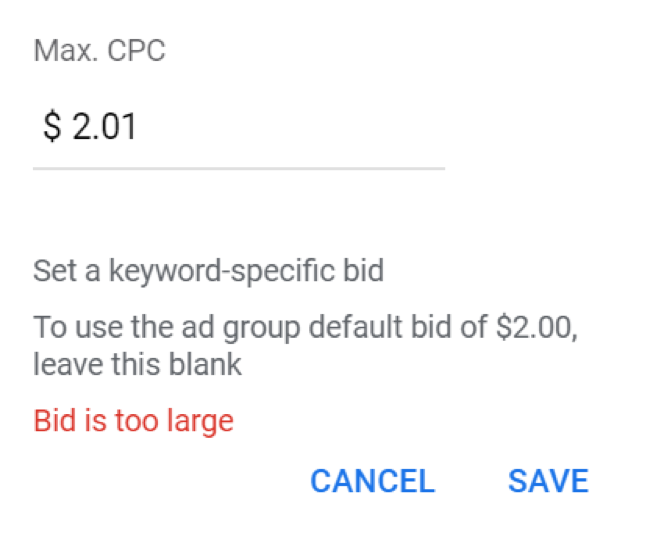 Max. CPC
$ 2.01
Set a keyword-specific bid
To use the ad group default bid of $2.00,
leave this blank
Bid is too large
CANCEL SAVE